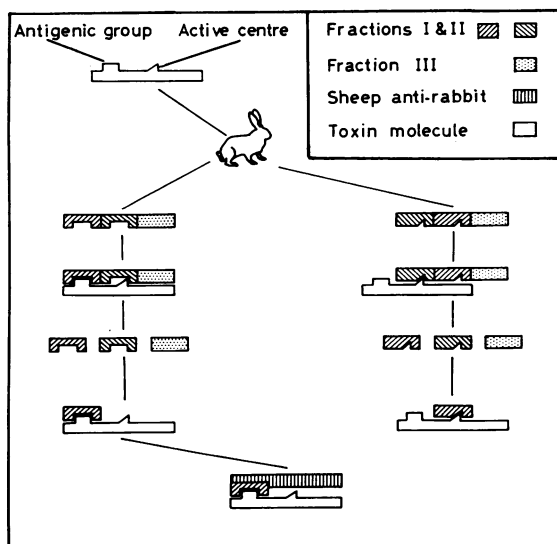 Antigenic group Active centre
Fractions I & II
Fraction III
Sheep anti-rabbit
Toxin molecule